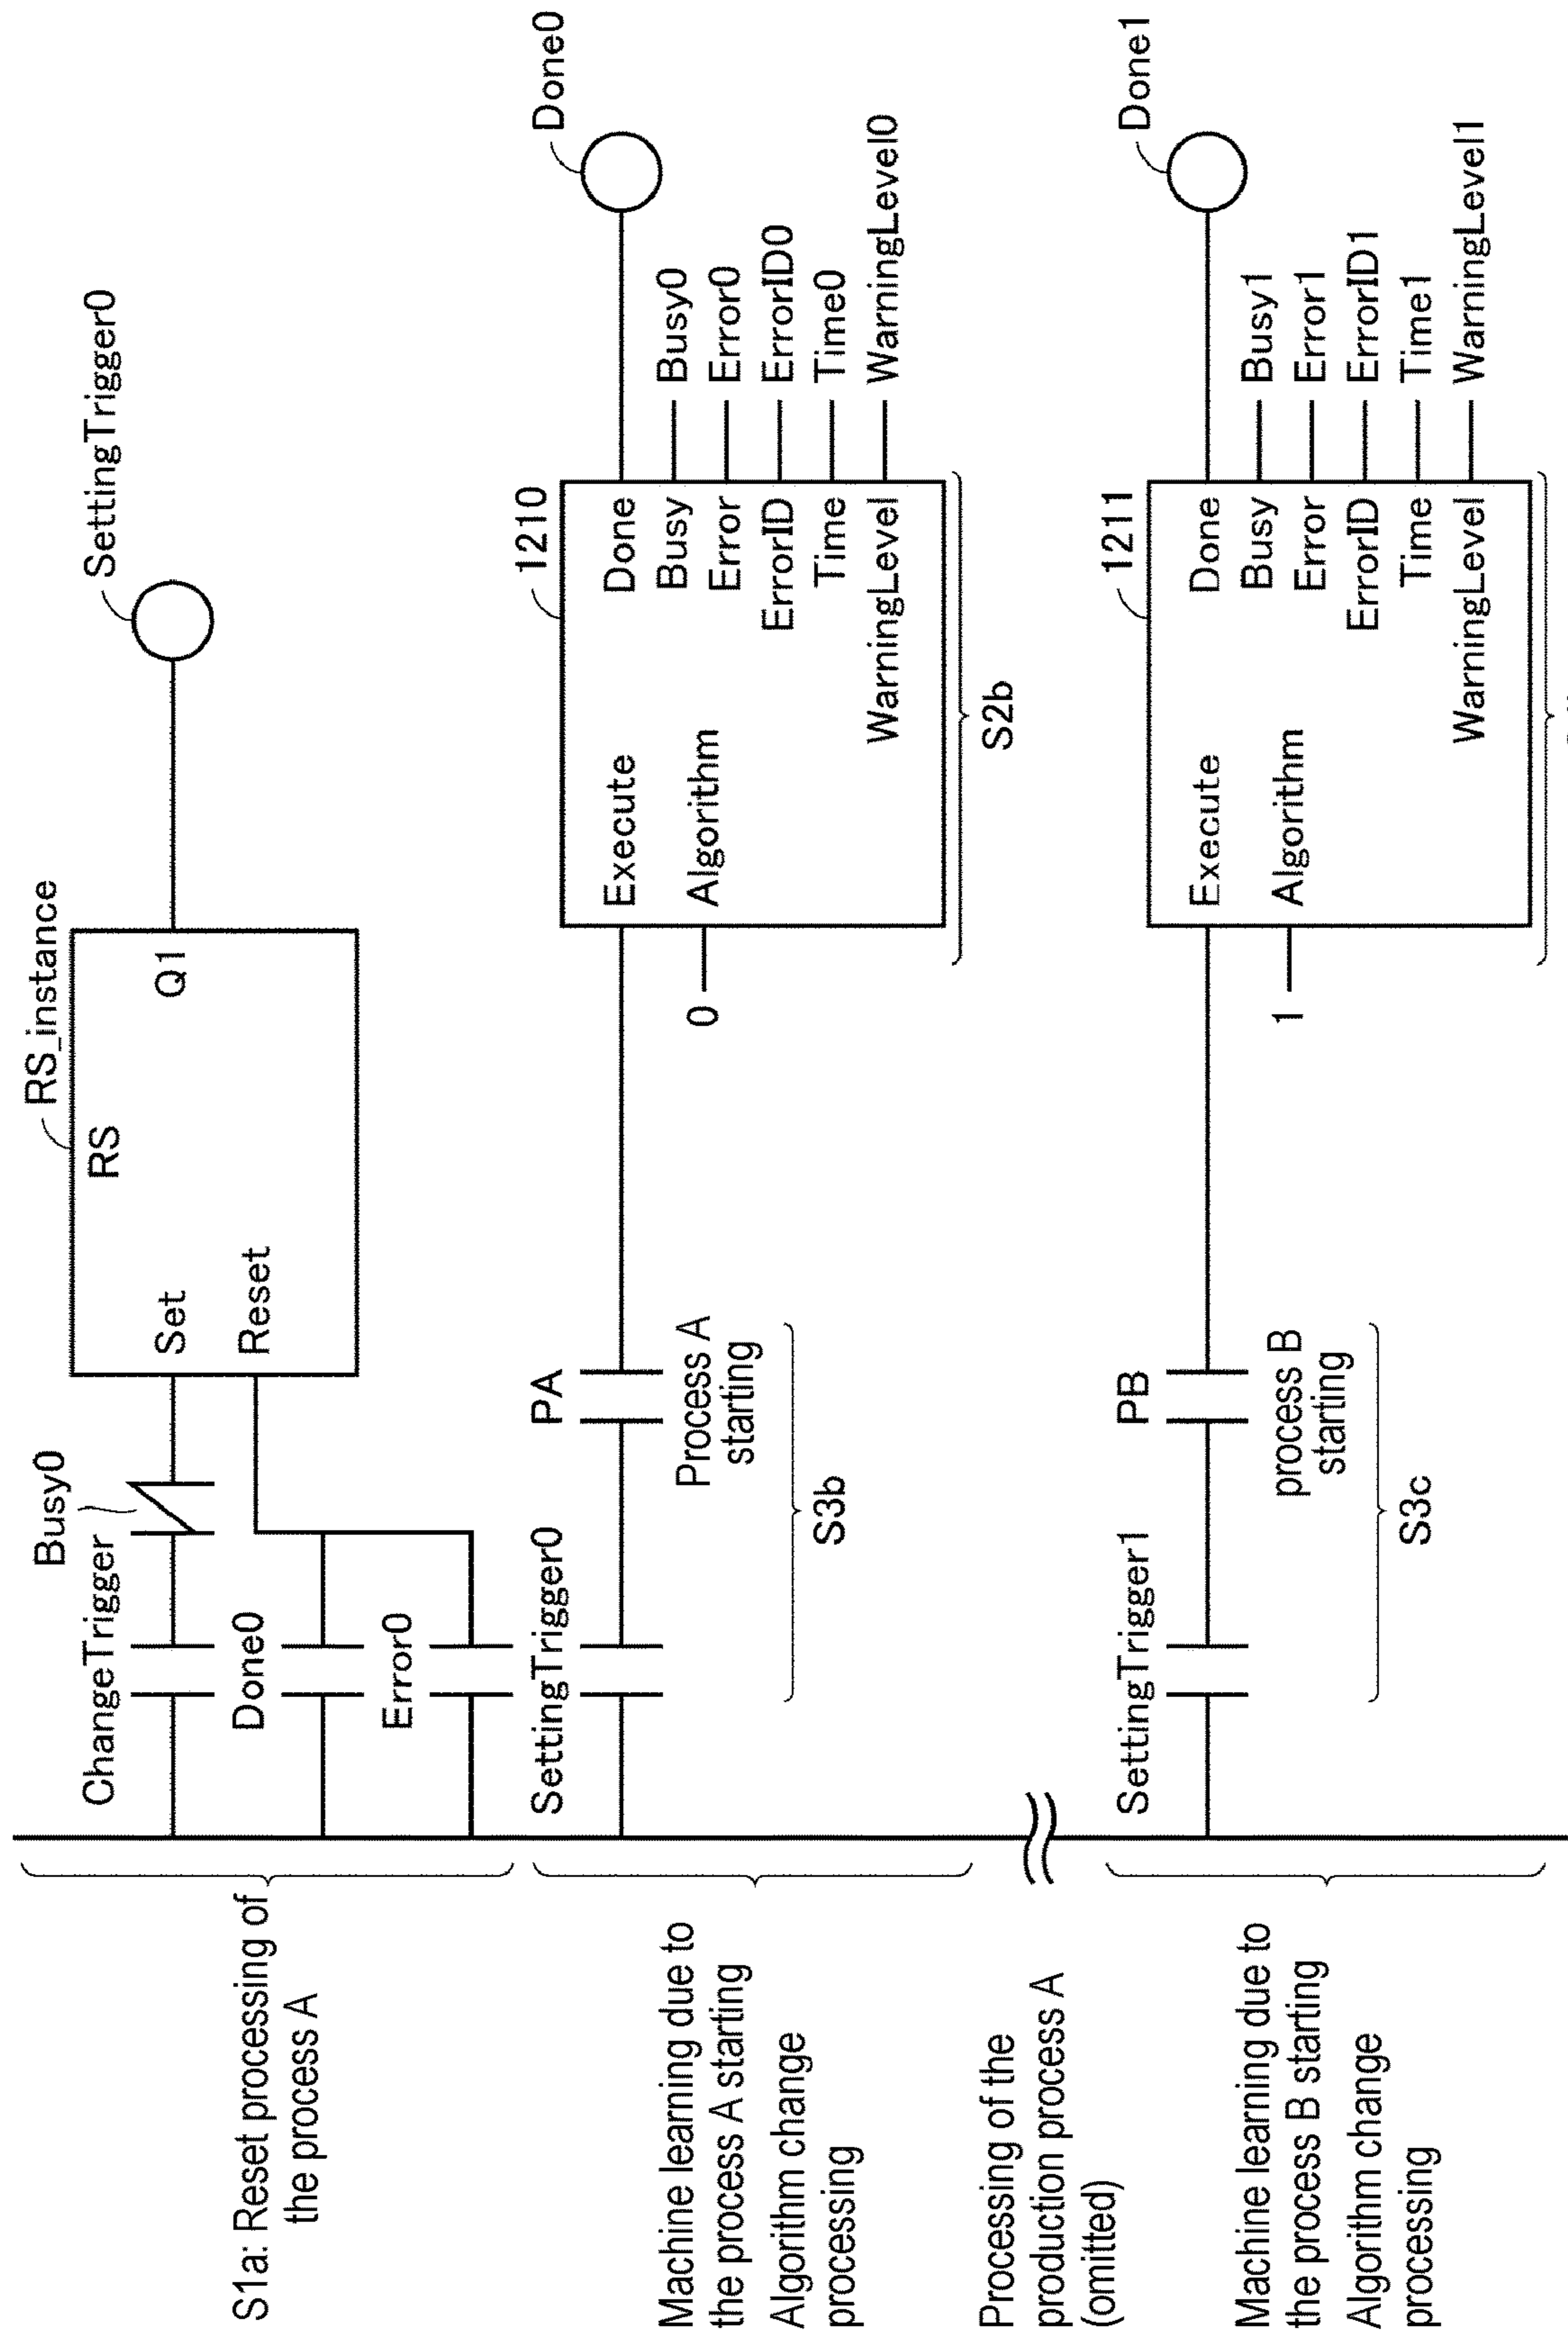 S1a: Reset processing of
the process A
ChangeTrigger
Busy0
Done0
Error0
RS_instance
RS
Set
Reset
Q1
SettingTrigger0
Machine learning due to
the process A starting
Algorithm change
processing
SettingTrigger0
PA
Process A
starting
S3b
1210
Execute
Algorithm
0
Done
Busy
Error
ErrorID
Time
WarningLevel
S2b
Done0
Busy0
Error0
ErrorID0
Time0
WarningLevel0
Processing of the
production process A
(omitted)
Machine learning due to
the process B starting
Algorithm change
processing
SettingTrigger1
PB
process B
starting
S3c
1211
Execute
Algorithm
1
Done
Busy
Error
ErrorID
Time
WarningLevel
Done1
Busy1
Error1
ErrorID1
Time1
WarningLevel1